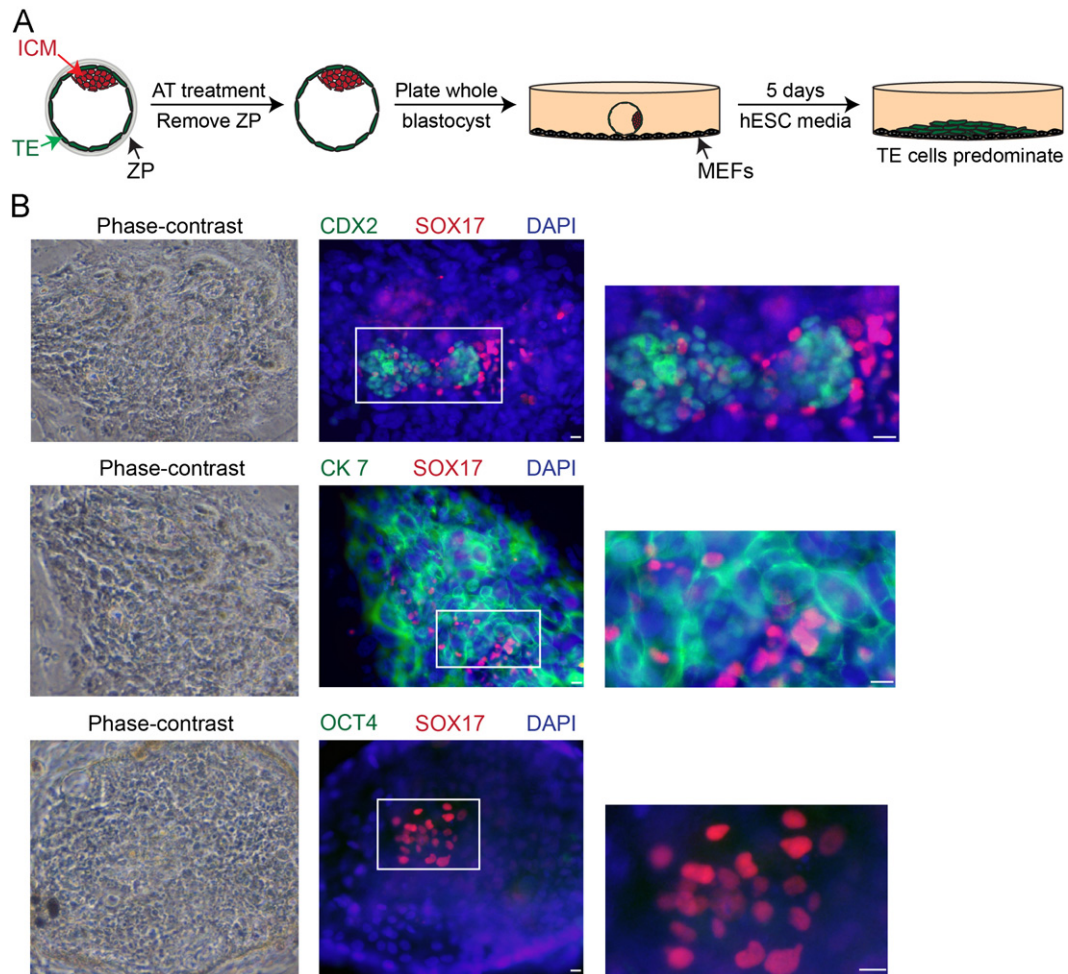 A
ICM
TE
ZP
AT treatment
Remove ZP
Plate whole
blastocyst
MEFs
5 days
hESC media
TE cells predominate
B
Phase-contrast
CDX2 SOX17 DAPI
Phase-contrast
CK 7 SOX17 DAPI
Phase-contrast
OCT4 SOX17 DAPI